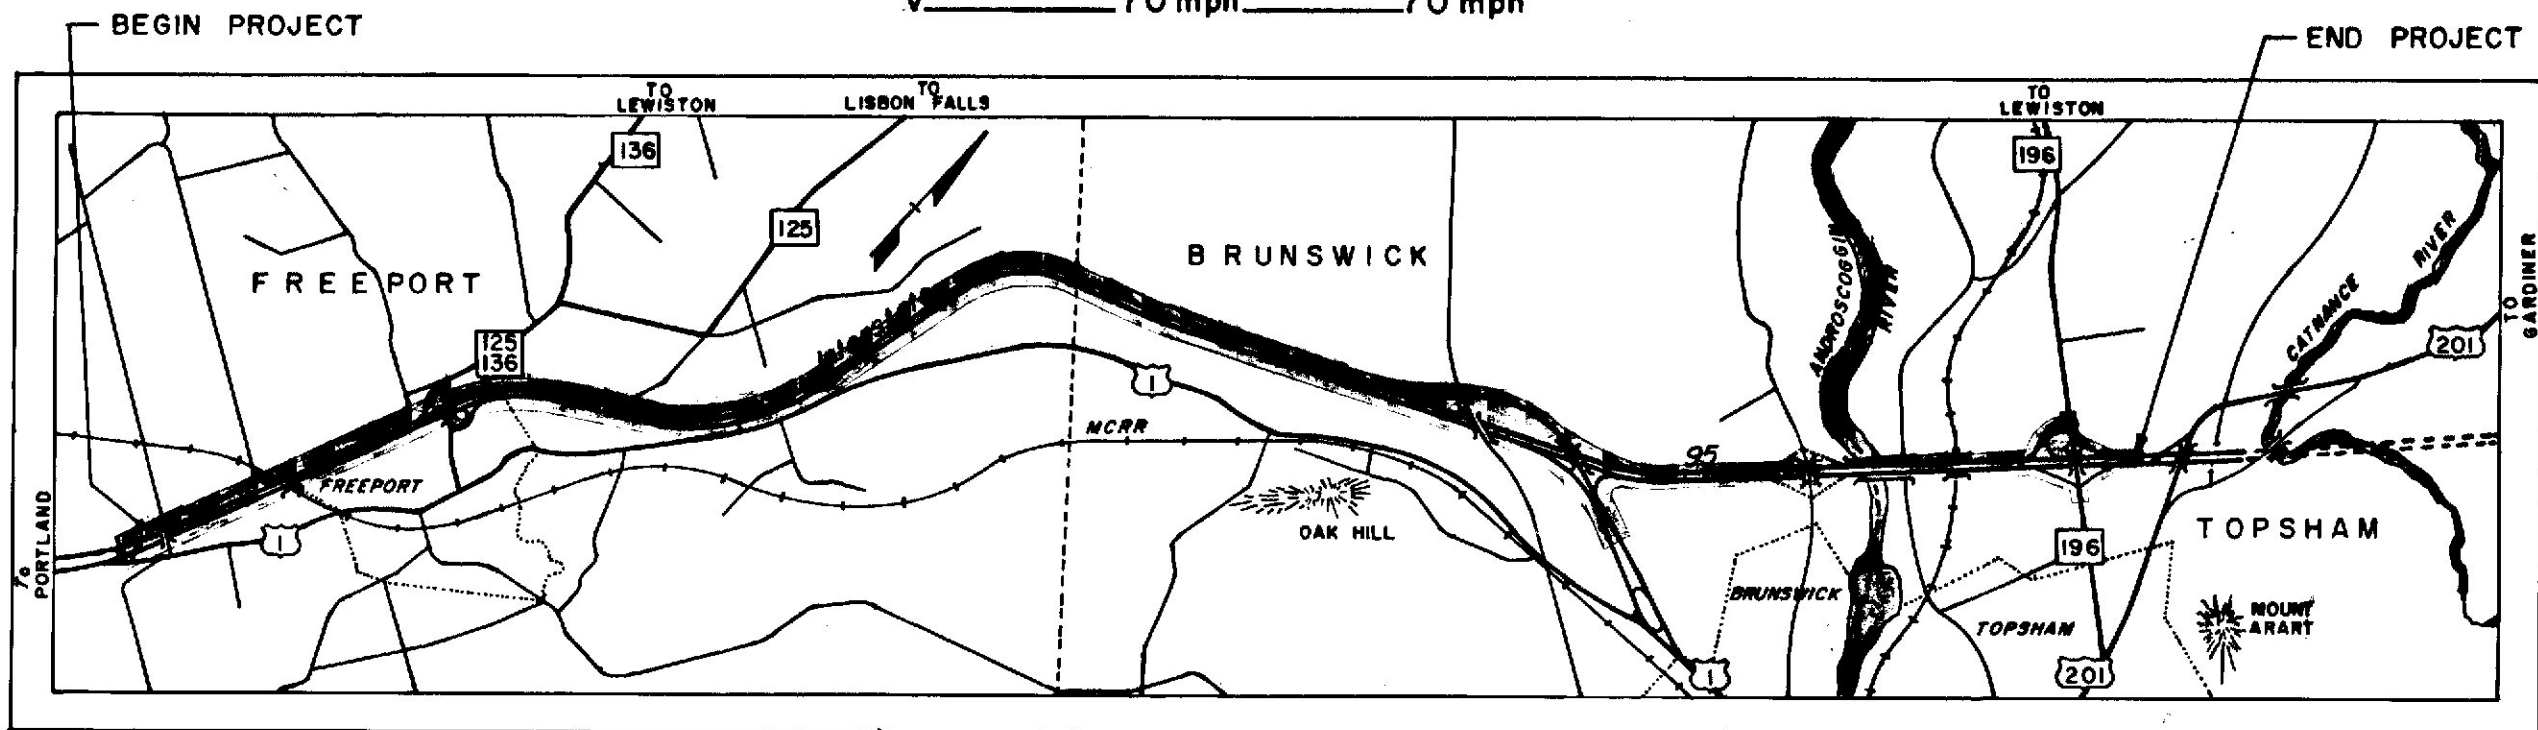 V 70 mph 70 mph
BEGIN PROJECT
END PROJECT
TO
LEWISTON
TO
LISBON FALLS
TO
LEWISTON
136
125
196
FREEPORT
BRUNSWICK
ANDROSCOGGIN
RIVER
CATHANCE
RIVER
TO
GARDINER
201
125
136
Interstate
1
MCRR
95
FREEPORT
1
OAK HILL
To
PORTLAND
TOPSHAM
196
BRUNSWICK
TOPSHAM
MOUNT
ARART
1
201